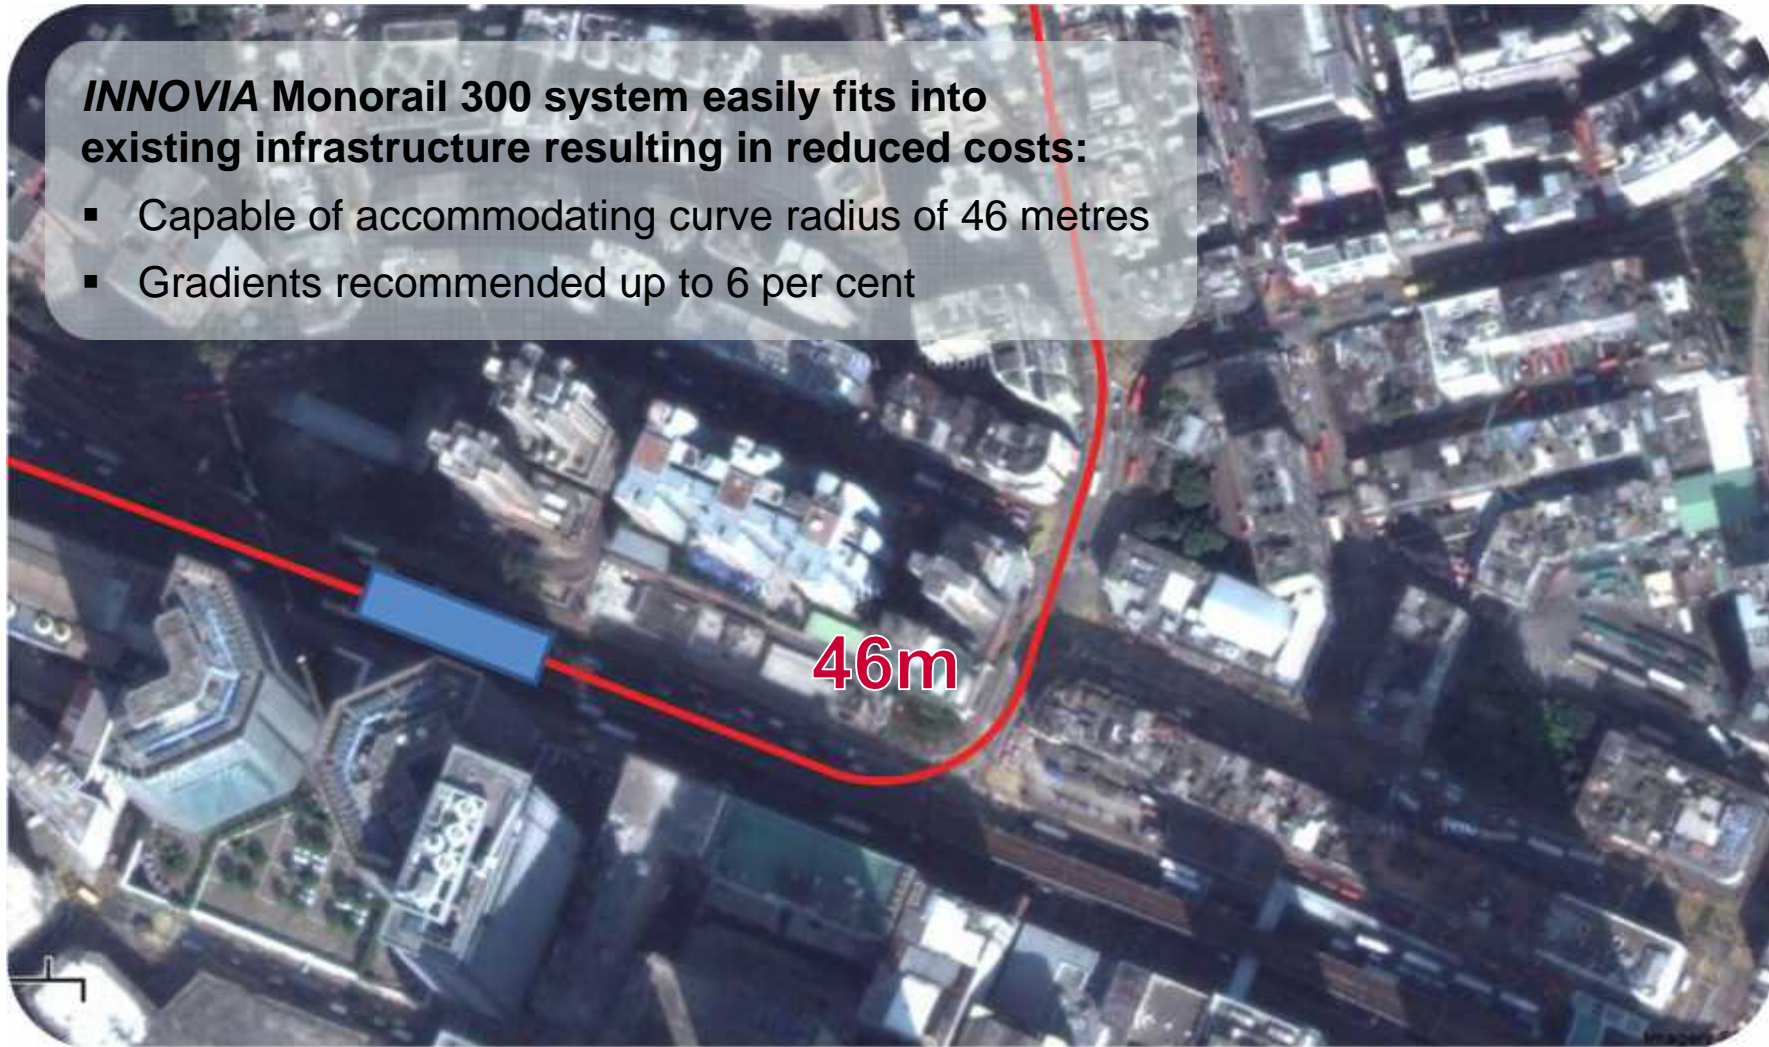 INNOVIA Monorail 300 system easily fits into
existing infrastructure resulting in reduced costs:
▪ Capable of accommodating curve radius of 46 metres
▪ Gradients recommended up to 6 per cent
46m